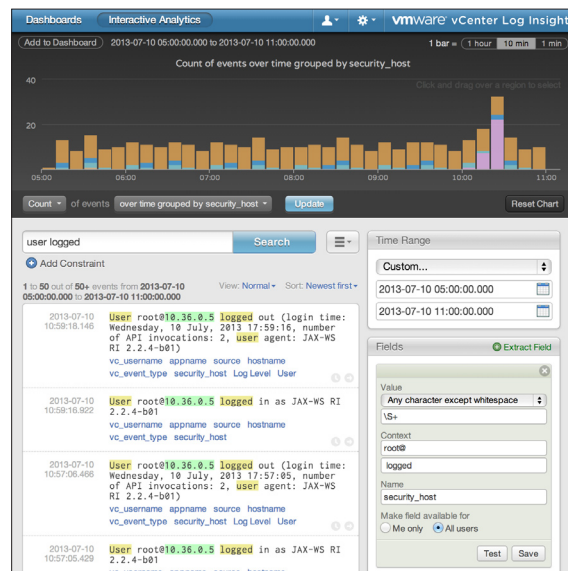 Dashboards Interactive Analytics vmware vCenter Log Insight
Add to Dashboard 2013-07-10 05:00:00.000 to 2013-07-10 11:00:00.000 1 bar = 1 hour 10 min 1 min
Count of events over time grouped by security_host
Click and drag over a region to select
40
20
05:00 06:00 07:00 08:00 09:00 10:00 11:00
Count of events over time grouped by security_host Update Reset Chart
user logged Search
Add Constraint
1 to 50 out of 50+ events from 2013-07-10
05:00:00.000 to 2013-07-10 11:00:00.000
View: Normal Sort: Newest first
2013-07-10
10:59:18.146
User root@10.36.0.5 logged out (login time:
Wednesday, 10 July, 2013 17:59:16, number
of API invocations: 2, user agent: JAX-WS
RI 2.2.4-b01)
vc_username appname source hostname
vc_event_type security_host Log Level User
2013-07-10
10:59:16.922
User root@10.36.0.5 logged in as JAX-WS RI
2.2.4-b01
vc_username appname source hostname
vc_event_type security_host
2013-07-10
10:57:06.466
User root@10.36.0.5 logged out (login time:
Wednesday, 10 July, 2013 17:57:05, number
of API invocations: 2, user agent: JAX-WS
RI 2.2.4-b01)
vc_username appname source hostname
vc_event_type security_host Log Level User
2013-07-10
10:57:05.429
User root@10.36.0.5 logged in as JAX-WS RI
2.2.4-b01
Time Range
Custom...
2013-07-10 05:00:00.000
2013-07-10 11:00:00.000
Fields Extract Field
Value
Any character except whitespace
\S+
Context
root@
logged
Name
security_host
Make field available for
Me only All users
Test Save